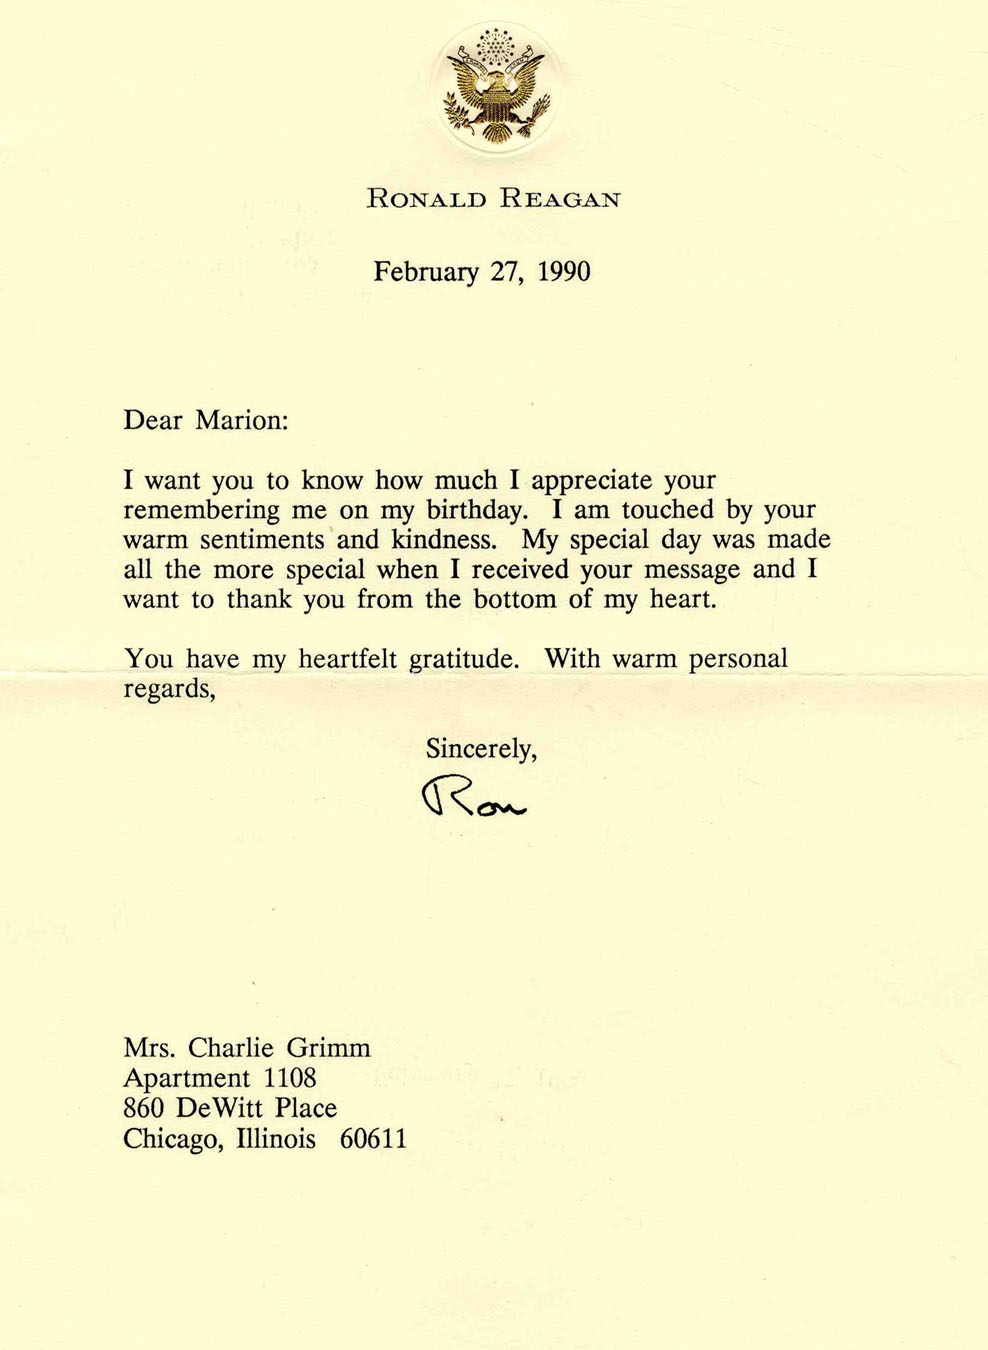 RONALD REAGAN
February 27, 1990
Dear Marion:
I want you to know how much I appreciate your
remembering me on my birthday. I am touched by your
warm sentiments and kindness. My special day was made
all the more special when I received your message and I
want to thank you from the bottom of my heart.
You have my heartfelt gratitude. With warm personal
regards,
Sincerely,
Ron
Mrs. Charlie Grimm
Apartment 1108
860 DeWitt Place
Chicago, Illinois 60611